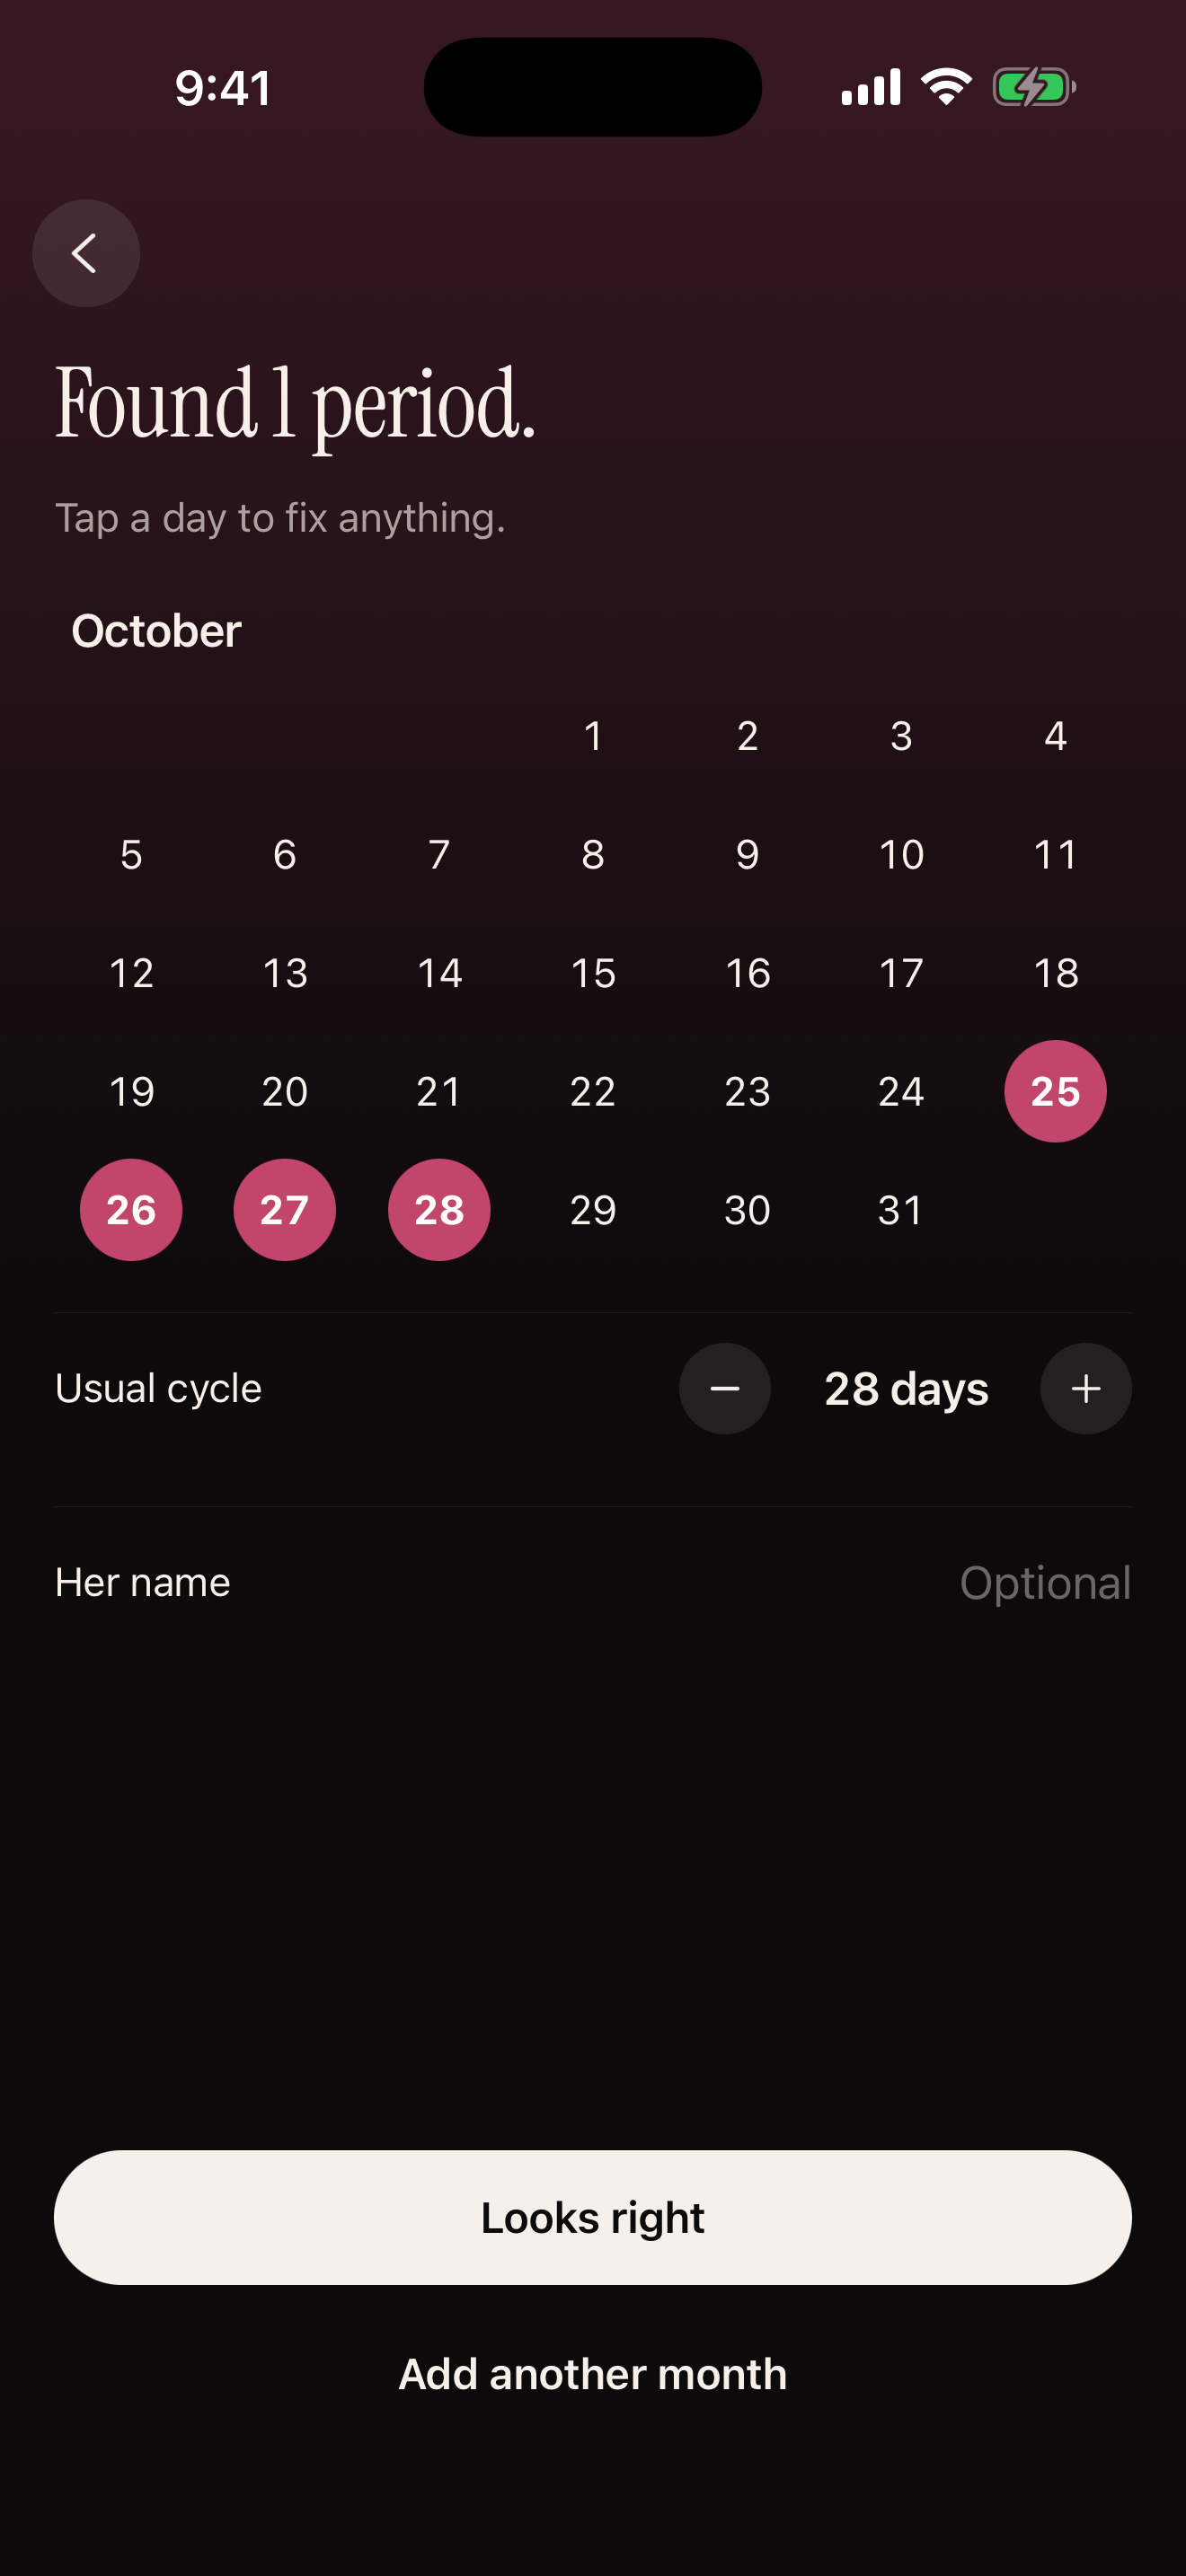 9:41
Found 1 period.
Tap a day to fix anything.
October
1 2 3 4
5 6 7 8 9 10 11
12 13 14 15 16 17 18
19 20 21 22 23 24 25
26 27 28 29 30 31
Usual cycle − 28 days +
Her name Optional
Looks right
Add another month